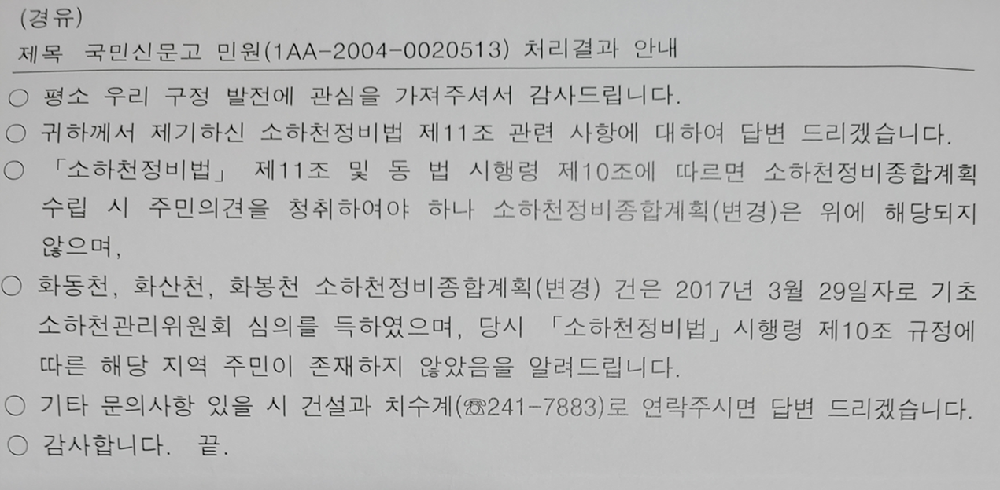 (경유)
제목 국민신문고 민원(1AA-2004-0020513) 처리결과 안내
○ 평소 우리 구정 발전에 관심을 가져주셔서 감사드립니다.
○ 귀하께서 제기하신 소하천정비법 제11조 관련 사항에 대하여 답변 드리겠습니다.
○ 「소하천정비법」 제11조 및 동 법 시행령 제10조에 따르면 소하천정비종합계획
수립 시 주민의견을 청취하여야 하나 소하천정비종합계획(변경)은 위에 해당되지
않으며,
○ 화동천, 화산천, 화봉천 소하천정비종합계획(변경) 건은 2017년 3월 29일자로 기초
소하천관리위원회 심의를 득하였으며, 당시 「소하천정비법」시행령 제10조 규정에
따른 해당 지역 주민이 존재하지 않았음을 알려드립니다.
○ 기타 문의사항 있을 시 건설과 치수계(☏241-7883)로 연락주시면 답변 드리겠습니다.
○ 감사합니다. 끝.